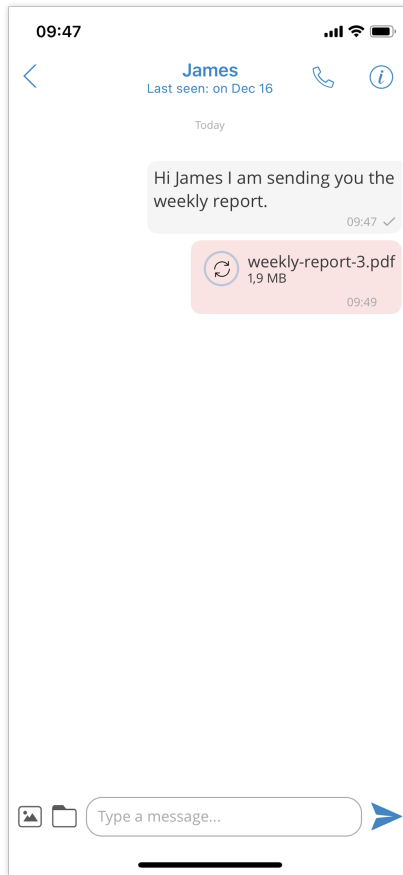 09:47
James
Last seen: on Dec 16
Today
Hi James I am sending you the
weekly report.
09:47
weekly-report-3.pdf
1,9 MB
09:49
Type a message...